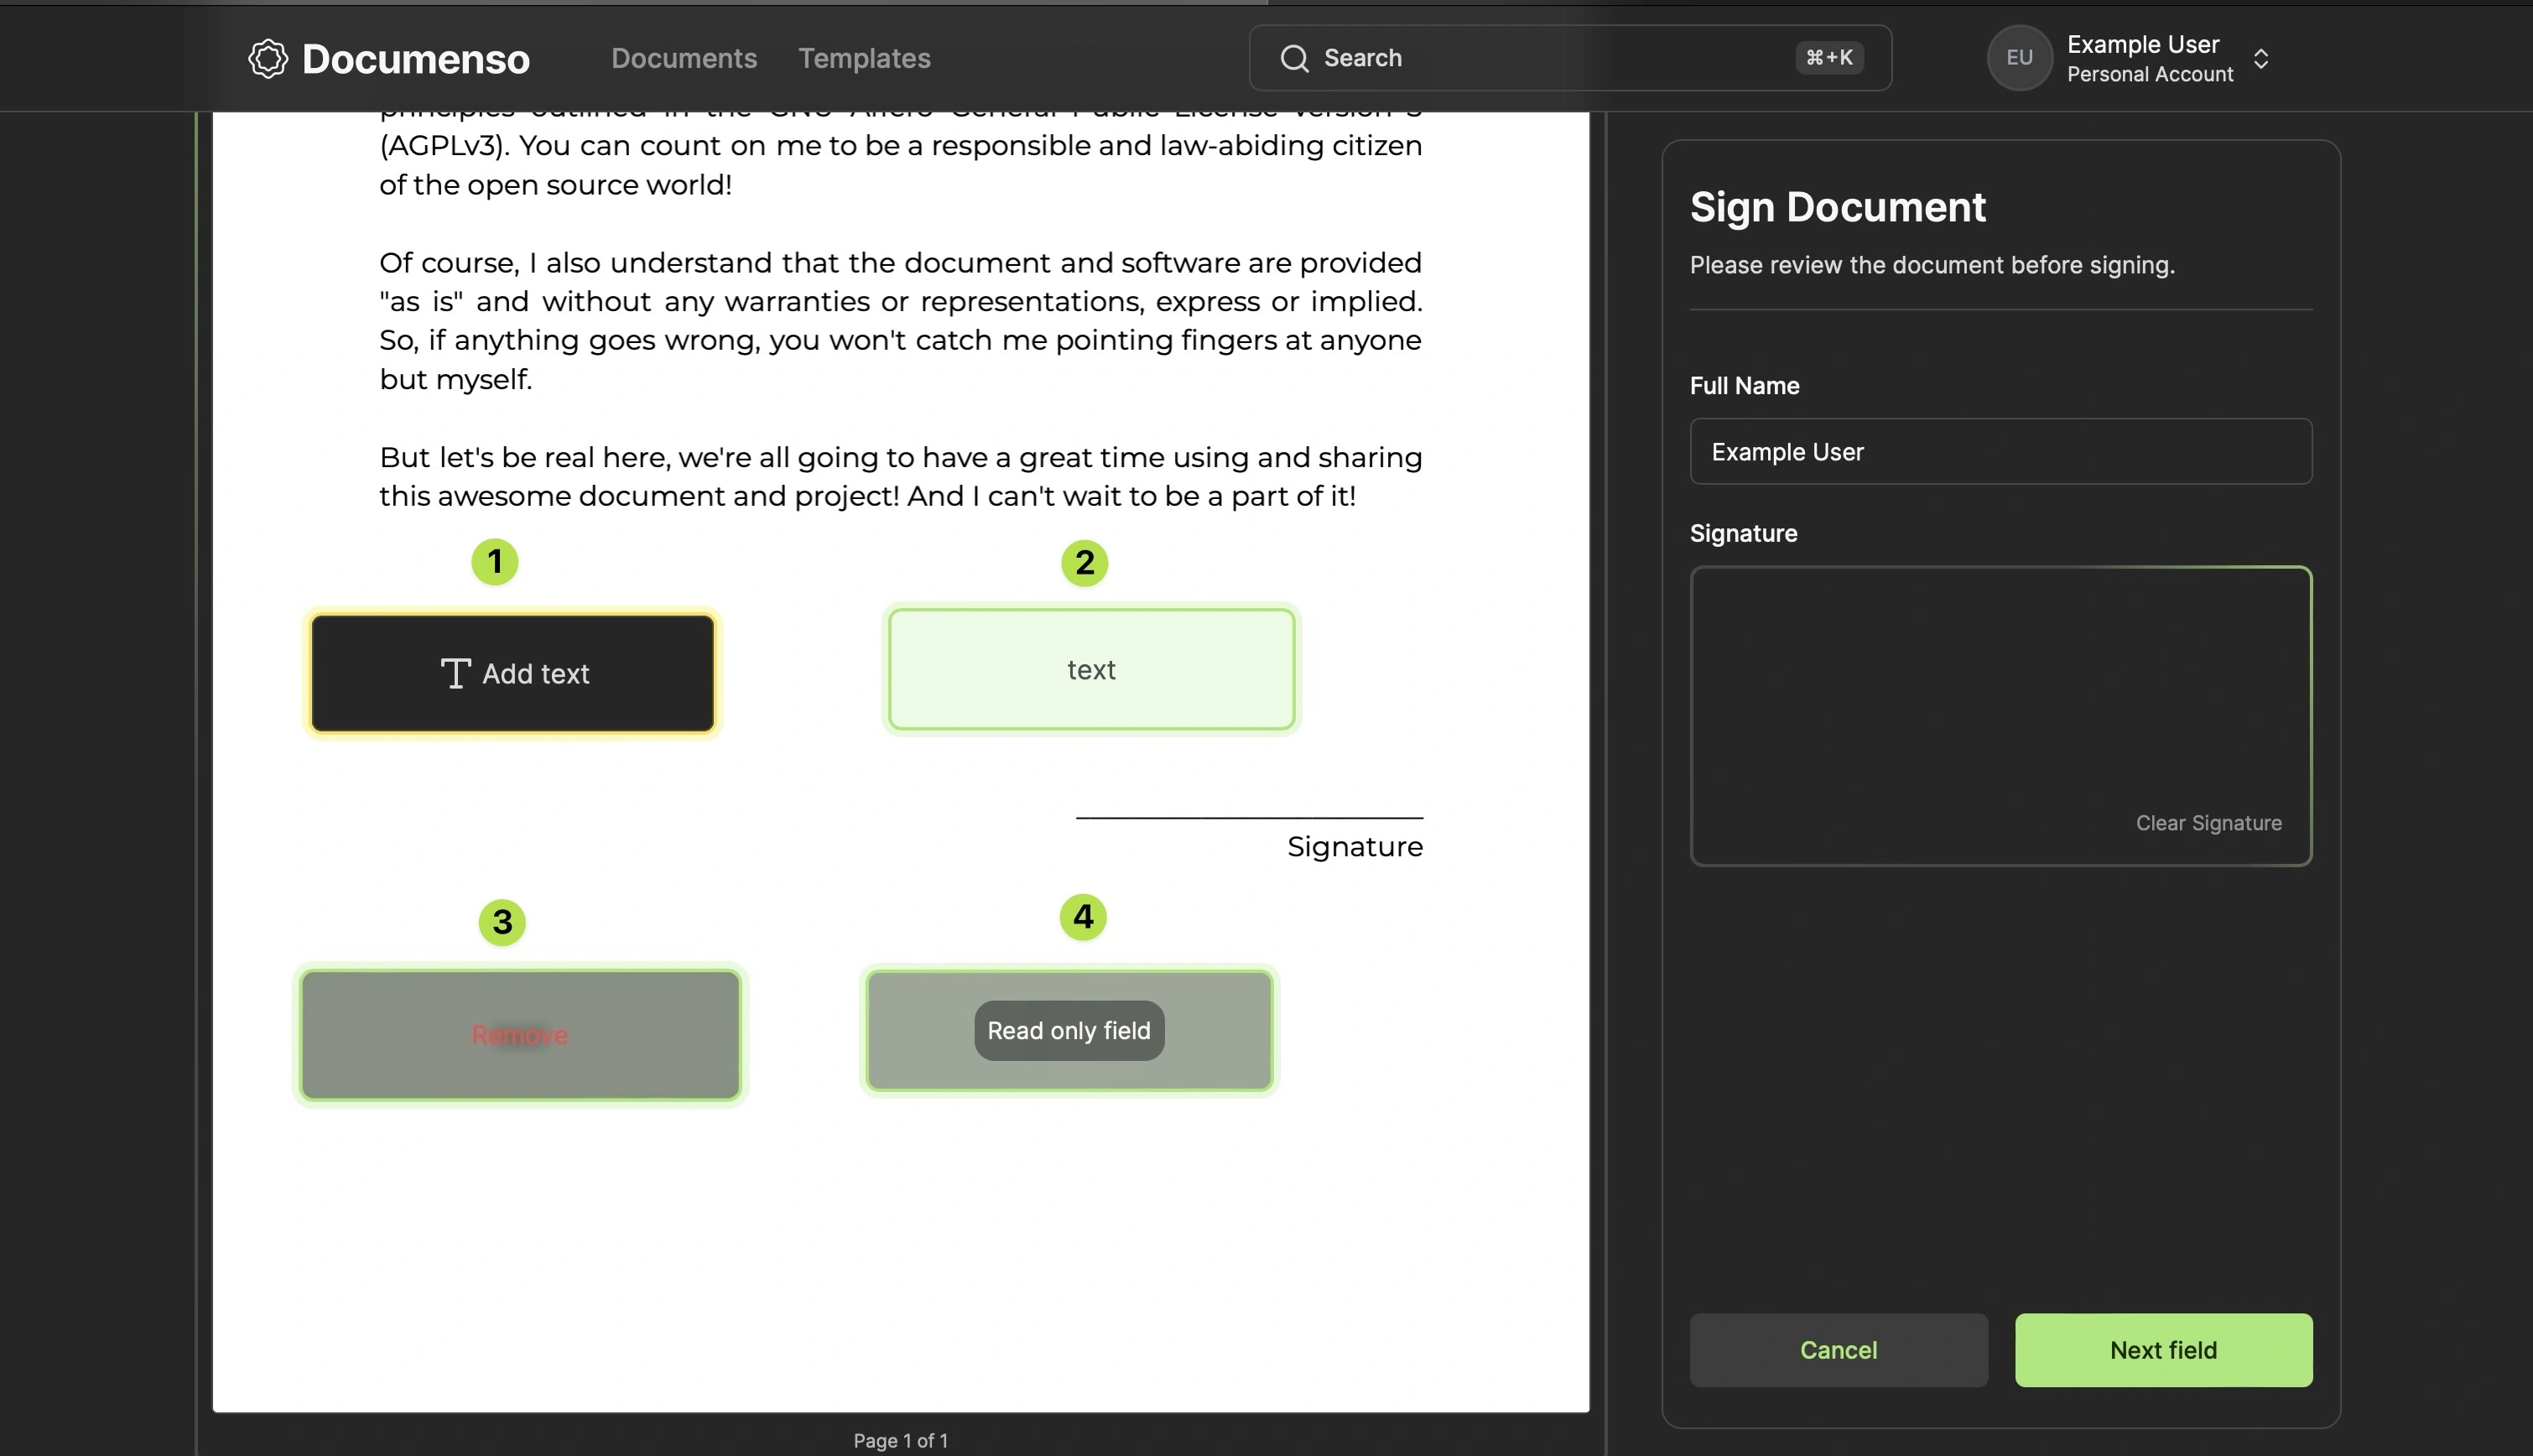 Documenso
Documents
Templates
Search
⌘+K
EU
Example User
Personal Account
principles outlined in the GNU Affero General Public License version 3
(AGPLv3). You can count on me to be a responsible and law-abiding citizen
of the open source world!
Of course, I also understand that the document and software are provided
"as is" and without any warranties or representations, express or implied.
So, if anything goes wrong, you won't catch me pointing fingers at anyone
but myself.
But let's be real here, we're all going to have a great time using and sharing
this awesome document and project! And I can't wait to be a part of it!
1
2
Add text
text
Signature
3
4
Remove
Read only field
Page 1 of 1
Sign Document
Please review the document before signing.
Full Name
Example User
Signature
Clear Signature
Cancel
Next field